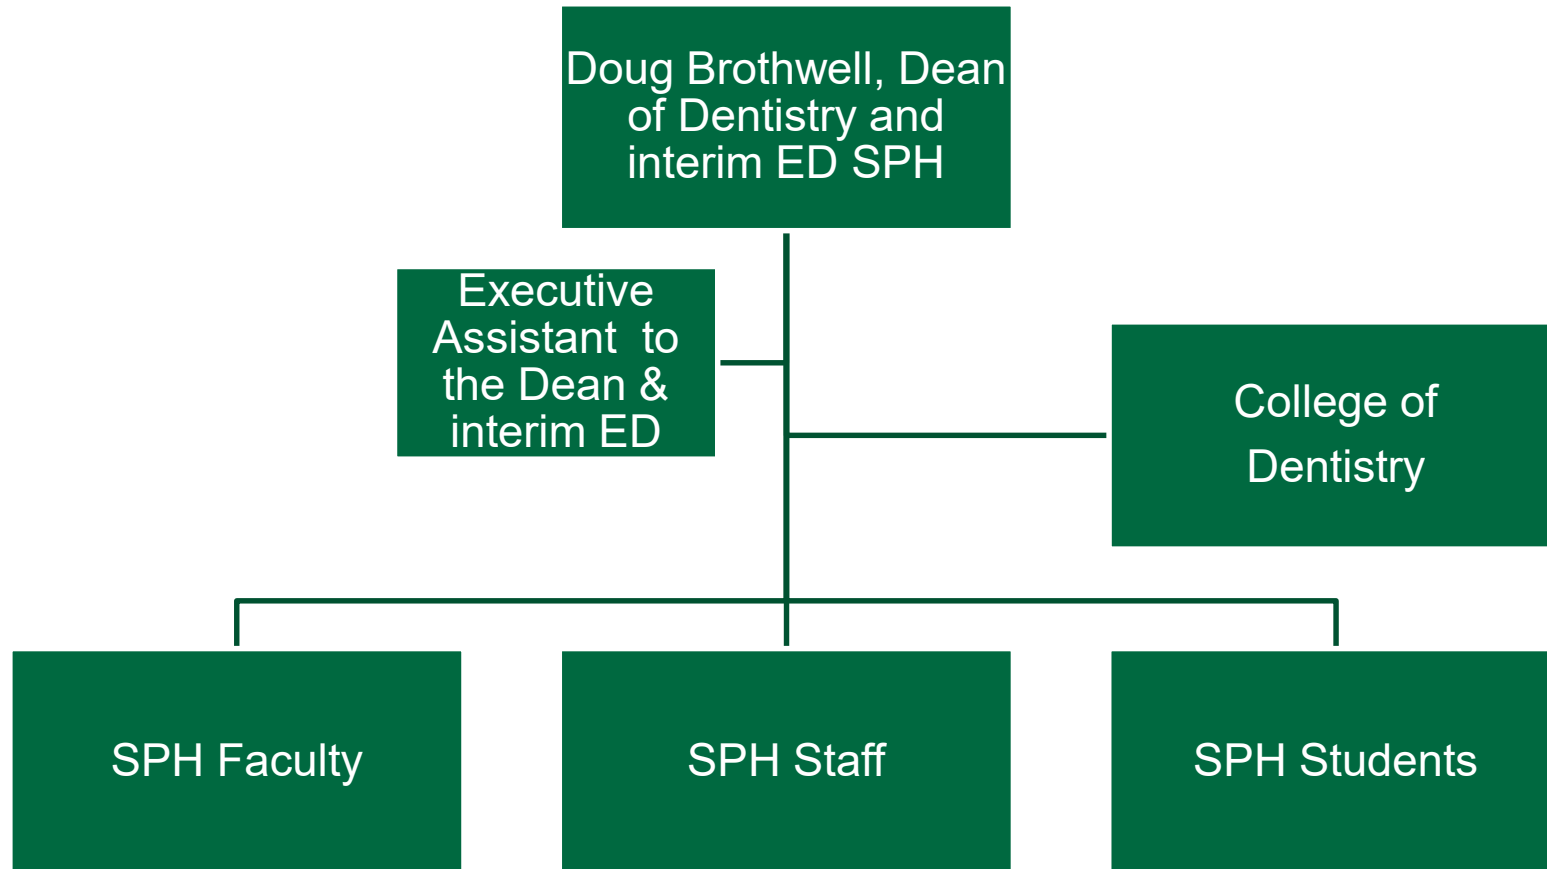 Doug Brothwell, Dean
of Dentistry and
interim ED SPH
Executive
Assistant  to
the Dean &
interim ED
College of
Dentistry
SPH Faculty
SPH Staff
SPH Students